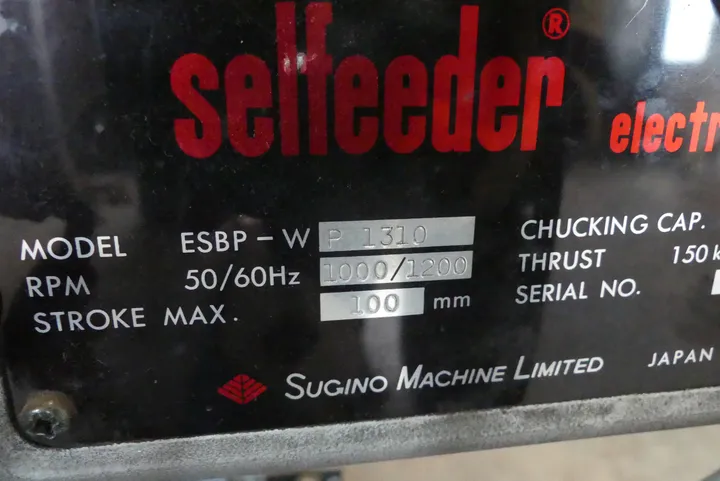 selfeeder®
electr
MODEL ESBP-W P 1310
RPM 50/60Hz 1000/1200
STROKE MAX. 100 mm
CHUCKING CAP.
THRUST 150 k
SERIAL NO.
SUGINO MACHINE LIMITED JAPAN